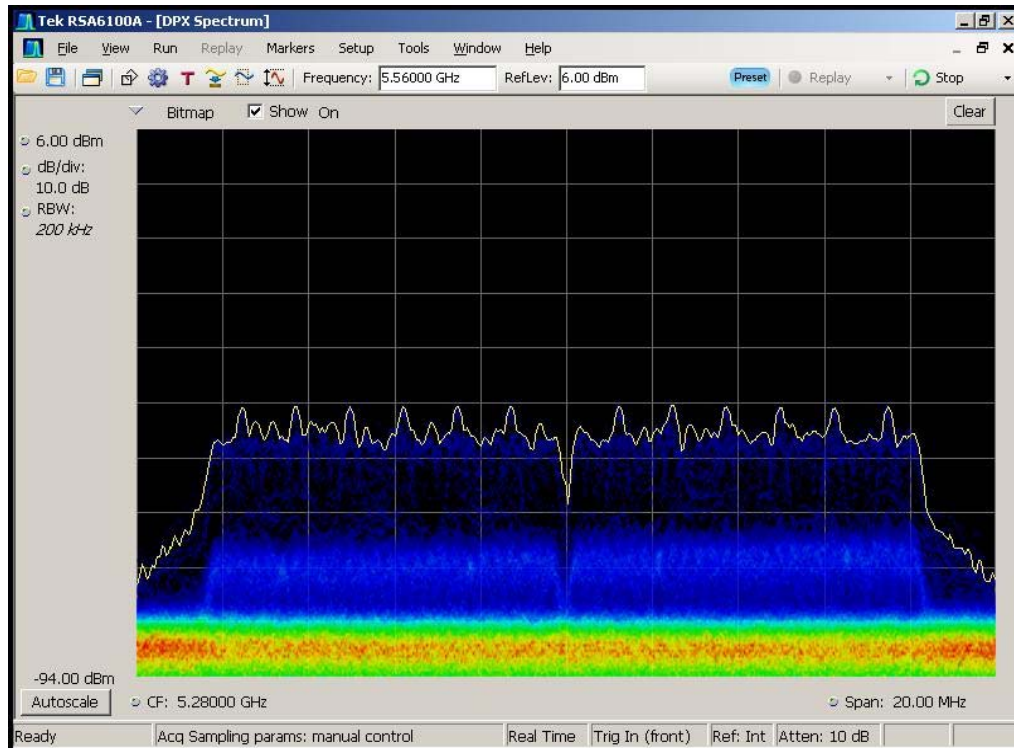 Tek RSA6100A - [DPX Spectrum]
File View Run Replay Markers Setup Tools Window Help
T Frequency: 5.56000 GHz RefLev: 6.00 dBm Preset Replay Stop
Bitmap Show On Clear
6.00 dBm
dB/div:
10.0 dB
RBW:
200 kHz
-94.00 dBm
Autoscale CF: 5.28000 GHz Span: 20.00 MHz
Ready Acq Sampling params: manual control Real Time Trig In (front) Ref: Int Atten: 10 dB